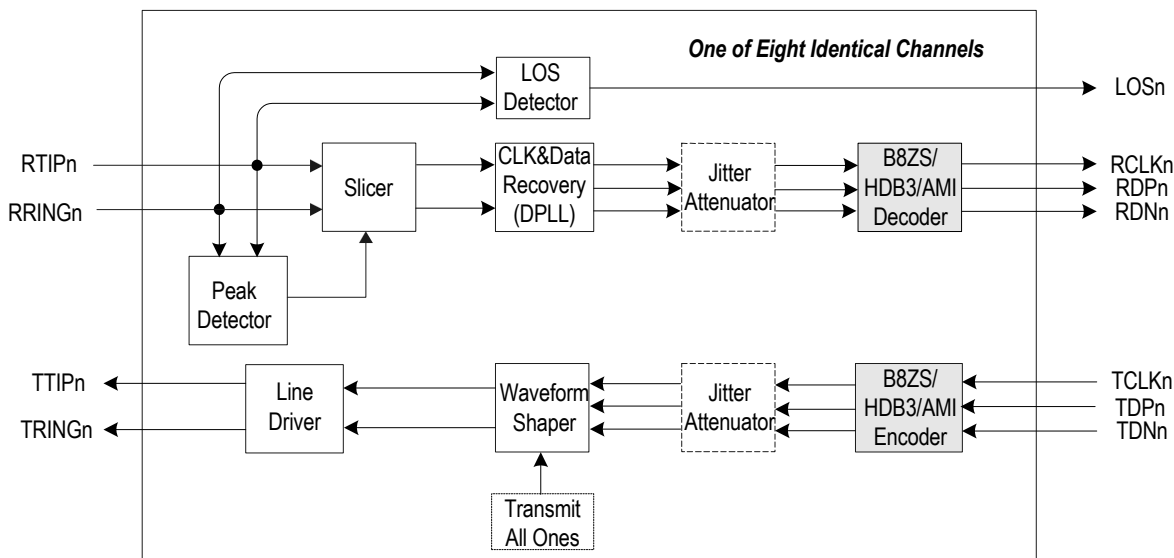 One of Eight Identical Channels
LOS
Detector
LOSn
RTIPn
RRINGn
Slicer
CLK&Data
Recovery
(DPLL)
Jitter
Attenuator
B8ZS/
HDB3/AMI
Decoder
RCLKn
RDPn
RDNn
Peak
Detector
TTIPn
TRINGn
Line
Driver
Waveform
Shaper
Jitter
Attenuator
B8ZS/
HDB3/AMI
Encoder
TCLKn
TDPn
TDNn
Transmit
All Ones